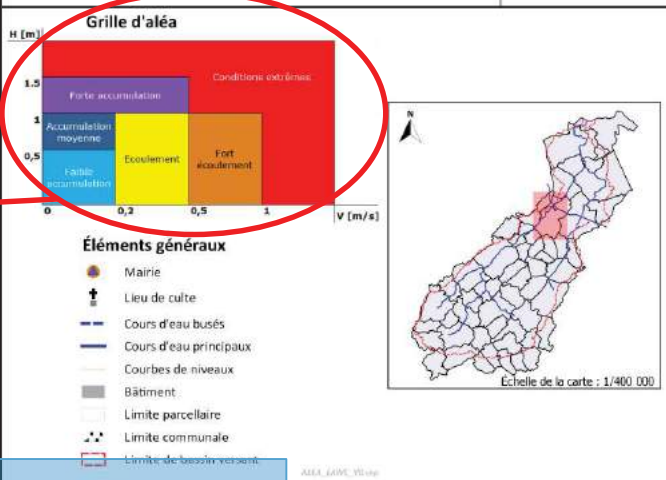 Grille d'aléa
H [m]
1.5
1
0,5
Conditions extrêmes
Forte accumulation
Accumulation
moyenne
Faible
accumulation
Ecoulement
Fort
écoulement
0
0,2
0,5
1
V [m/s]
N
Échelle de la carte : 1/400 000
Éléments généraux
Mairie
Lieu de culte
Cours d'eau busés
Cours d'eau principaux
Courbes de niveaux
Bâtiment
Limite parcellaire
Limite communale
Limite de bassin versant